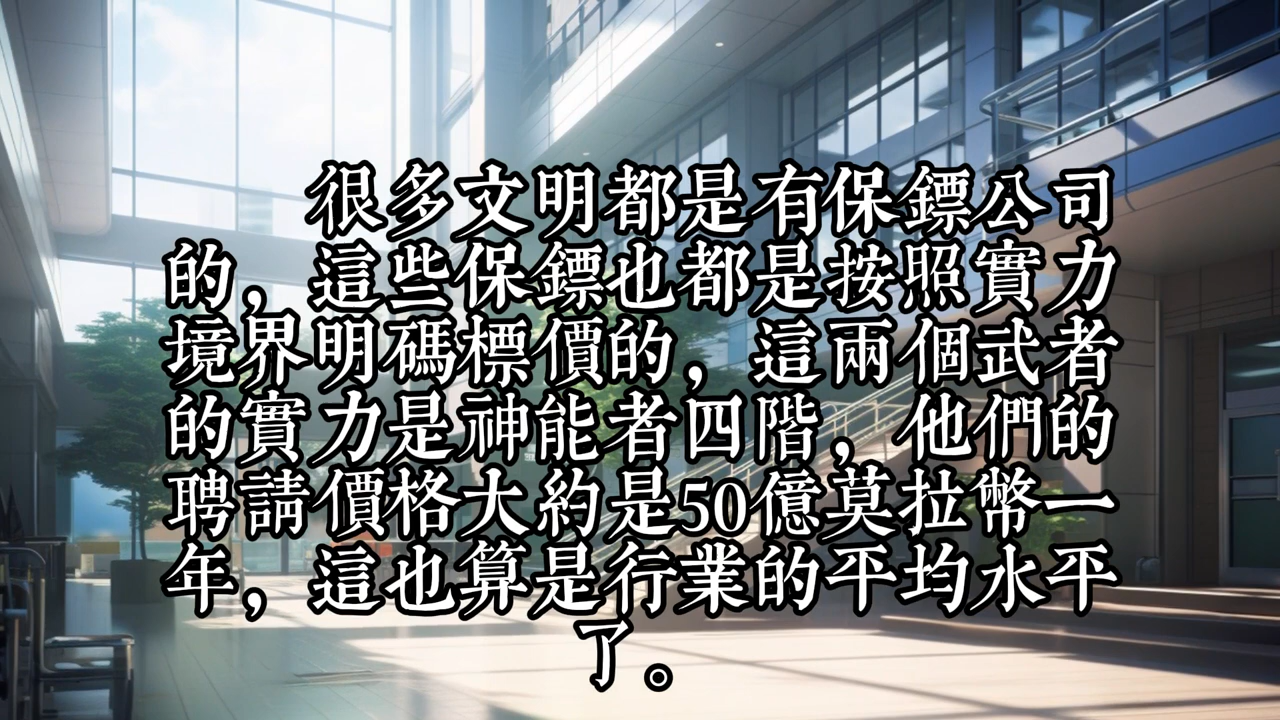 很多文明都是有保鏢公司
的，這些保鏢也都是按照實力
境界明碼標價的，這兩個武者
的實力是神能者四階，他們的
聘請價格大約是50億莫拉幣一
年，這也算是行業的平均水平
了。